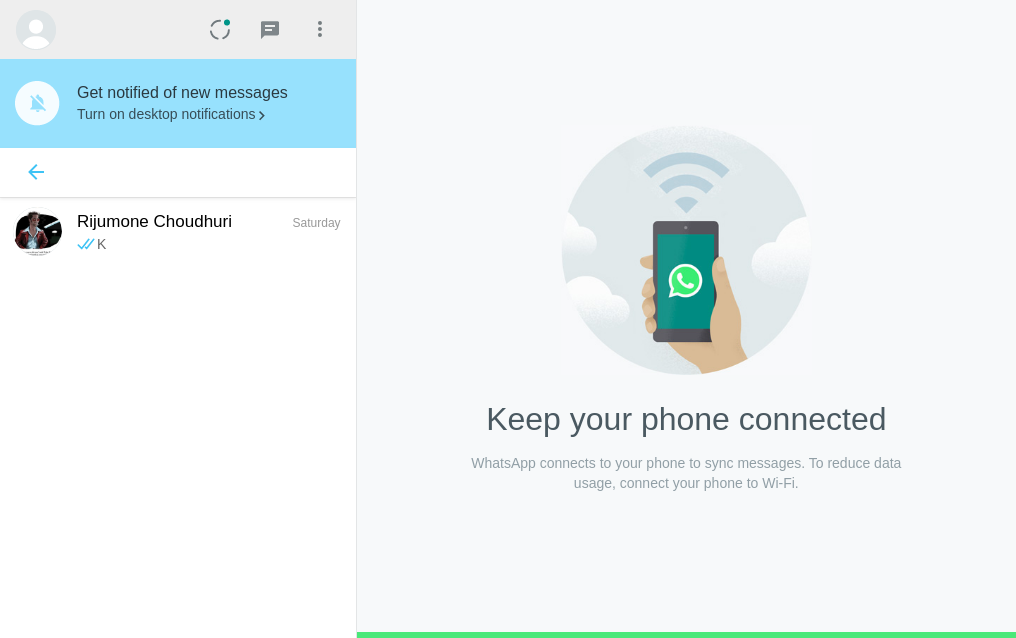 Get notified of new messages
Turn on desktop notifications
Rijumone Choudhuri
Saturday
K
Keep your phone connected
WhatsApp connects to your phone to sync messages. To reduce data
usage, connect your phone to Wi-Fi.